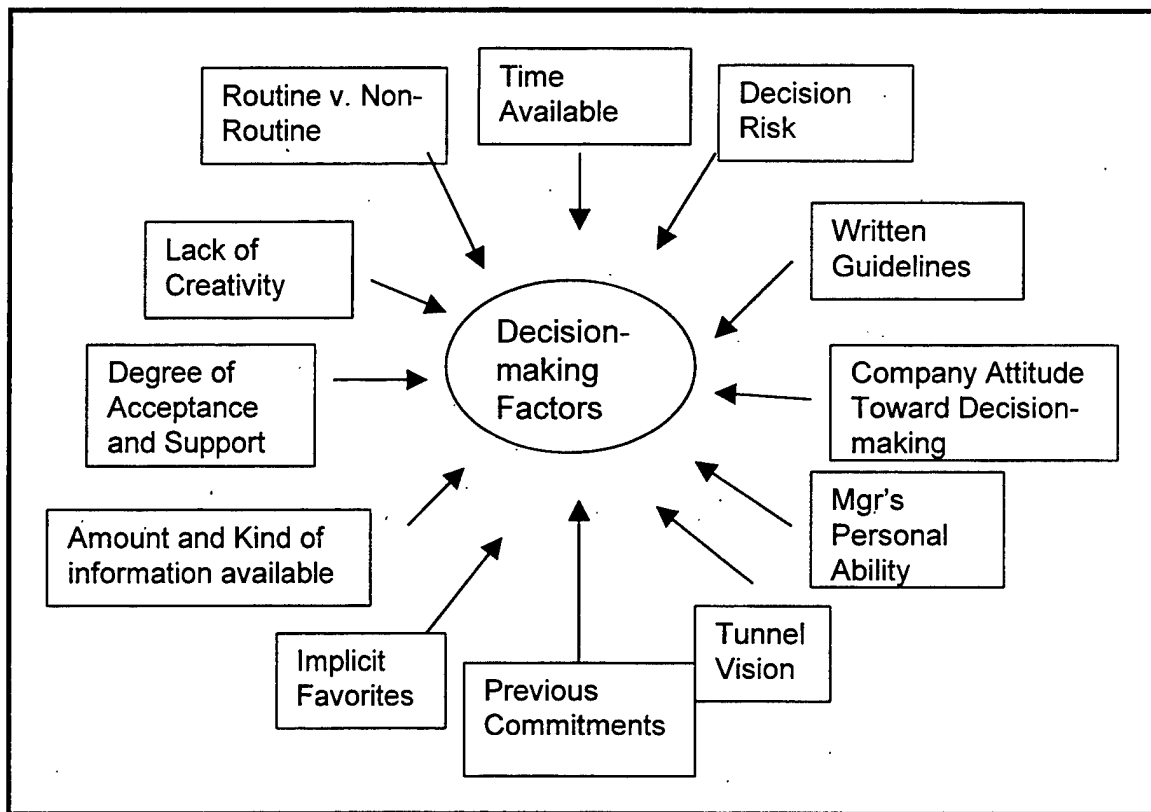 Routine v. Non-
Routine
Time
Available
Decision
Risk
Lack of
Creativity
Written
Guidelines
Decision-
making
Factors
Degree of
Acceptance
and Support
Company Attitude
Toward Decision-
making
Amount and Kind of
information available
Mgr's
Personal
Ability
Implicit
Favorites
Previous
Commitments
Tunnel
Vision